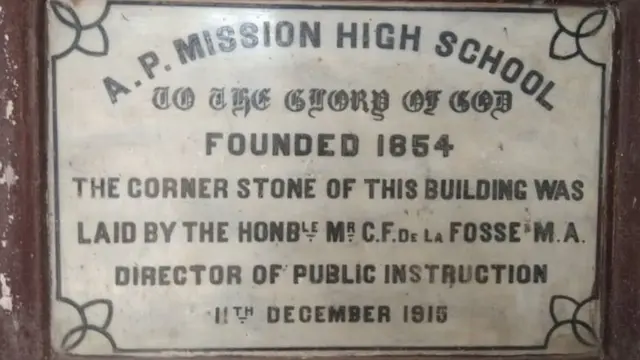 A.P. MISSION HIGH SCHOOL
TO THE GLORY OF GOD
FOUNDED 1854
THE CORNER STONE OF THIS BUILDING WAS
LAID BY THE HONBLE MR C.F. DE LA FOSSE M.A.
DIRECTOR OF PUBLIC INSTRUCTION
11TH DECEMBER 1915